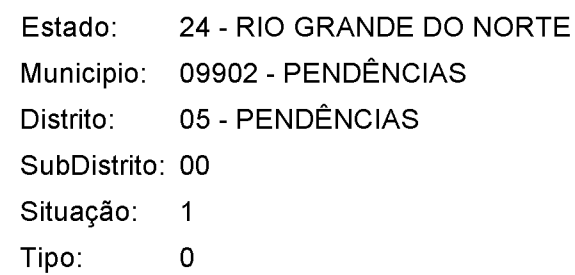 Estado: 24 - RIO GRANDE DO NORTE
Municipio: 09902 - PENDÊNCIAS
Distrito: 05 - PENDÊNCIAS
SubDistrito: 00
Situação: 1
Tipo: 0